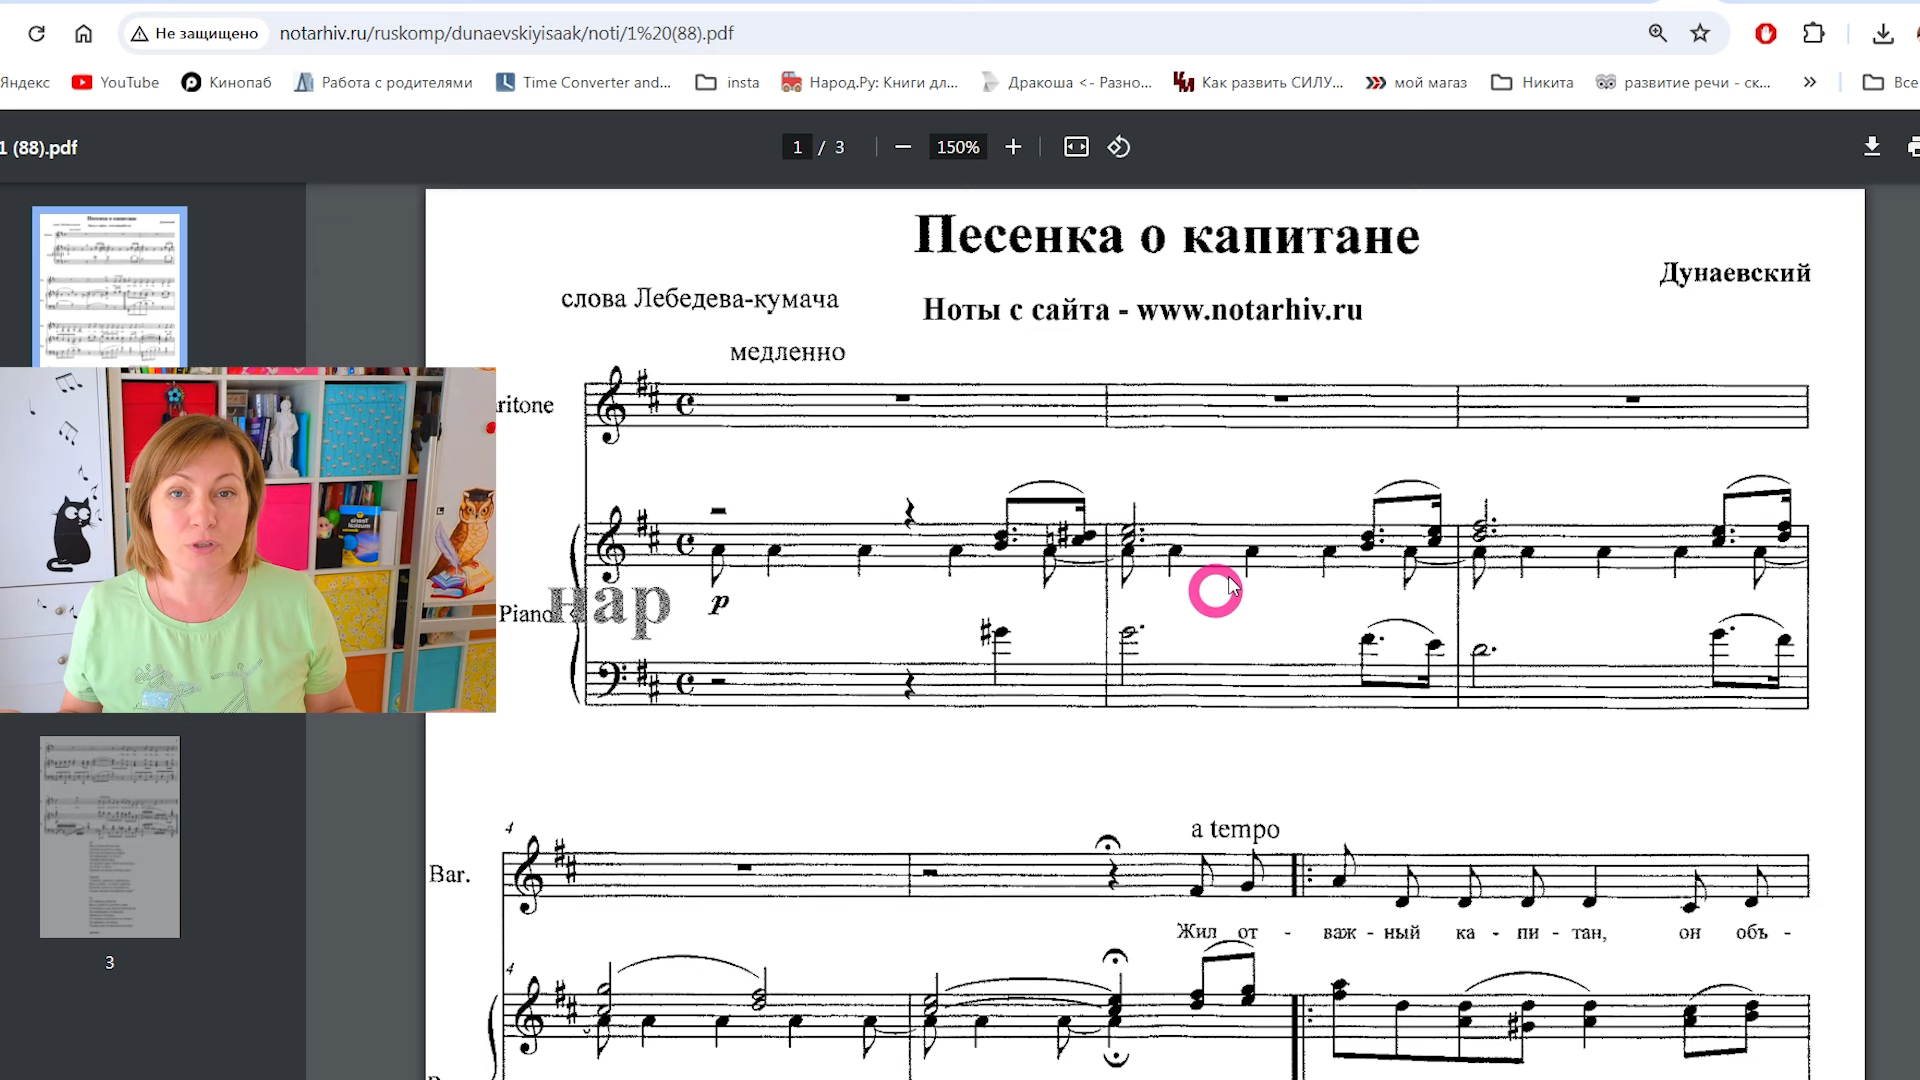 Не защищено
notarhiv.ru/ruskomp/dunaevskiyisaak/noti/1%20(88).pdf
Яндекс
YouTube
Кинопаб
Работа с родителями
Time Converter and...
insta
Народ.Ру: Книги дл...
Дракоша <- Разно...
Как развить СИЛУ...
мой магаз
Никита
развитие речи - ск...
»
Все
1 (88).pdf
1 / 3
150%
Песенка о капитане
Дунаевский
слова Лебедева-кумача
Ноты с сайта - www.notarhiv.ru
медленно
ritone
p
Piano
нар
4
a tempo
Bar.
Жил от -важ - ный ка - пи - тан, он объ -
4
3